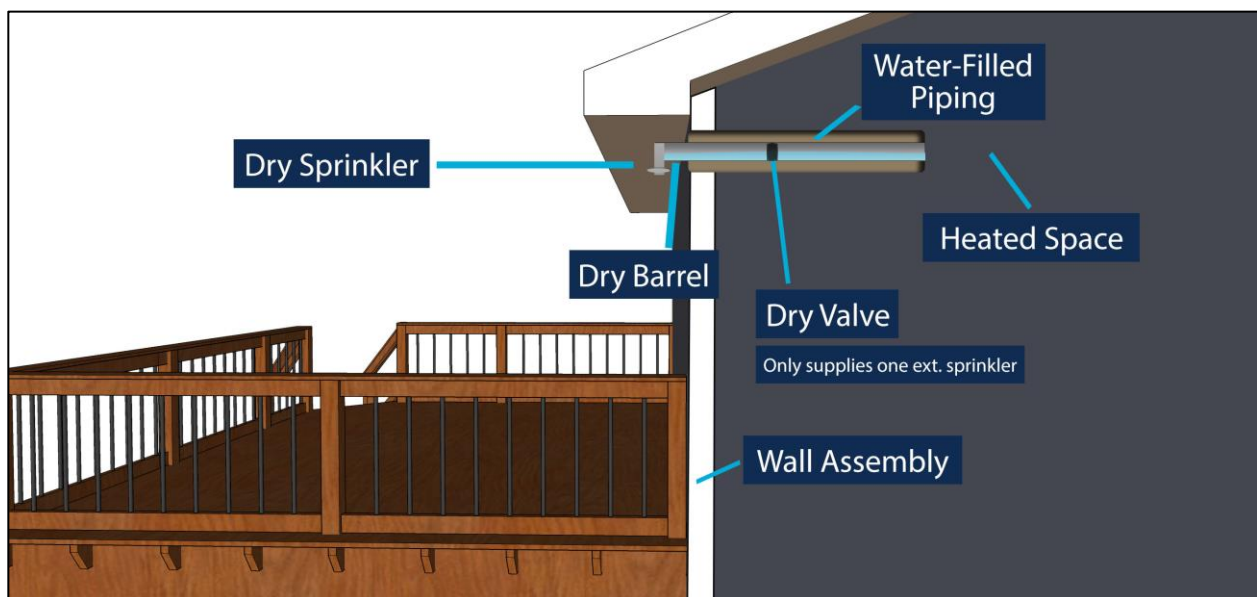 Water-Filled
Piping
Dry Sprinkler
Heated Space
Dry Barrel
Dry Valve
Only supplies one ext. sprinkler
Wall Assembly